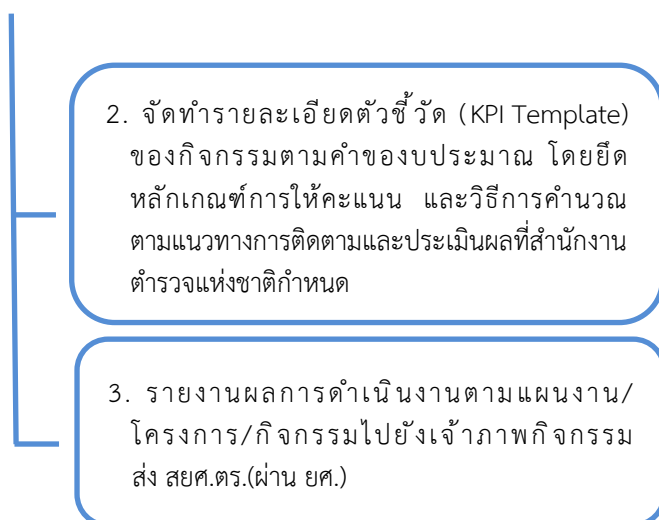 2. จัดทำรายละเอียดตัวชี้วัด (KPI Template)
ของกิจกรรมตามคำของบประมาณ โดยยึด
หลักเกณฑ์การให้คะแนน และวิธีการคำนวณ
ตามแนวทางการติดตามและประเมินผลที่สำนักงาน
ตำรวจแห่งชาติกำหนด
3. รายงานผลการดำเนินงานตามแผนงาน/
โครงการ/กิจกรรมไปยังเจ้าภาพกิจกรรม
ส่ง สยศ.ตร.(ผ่าน ยศ.)